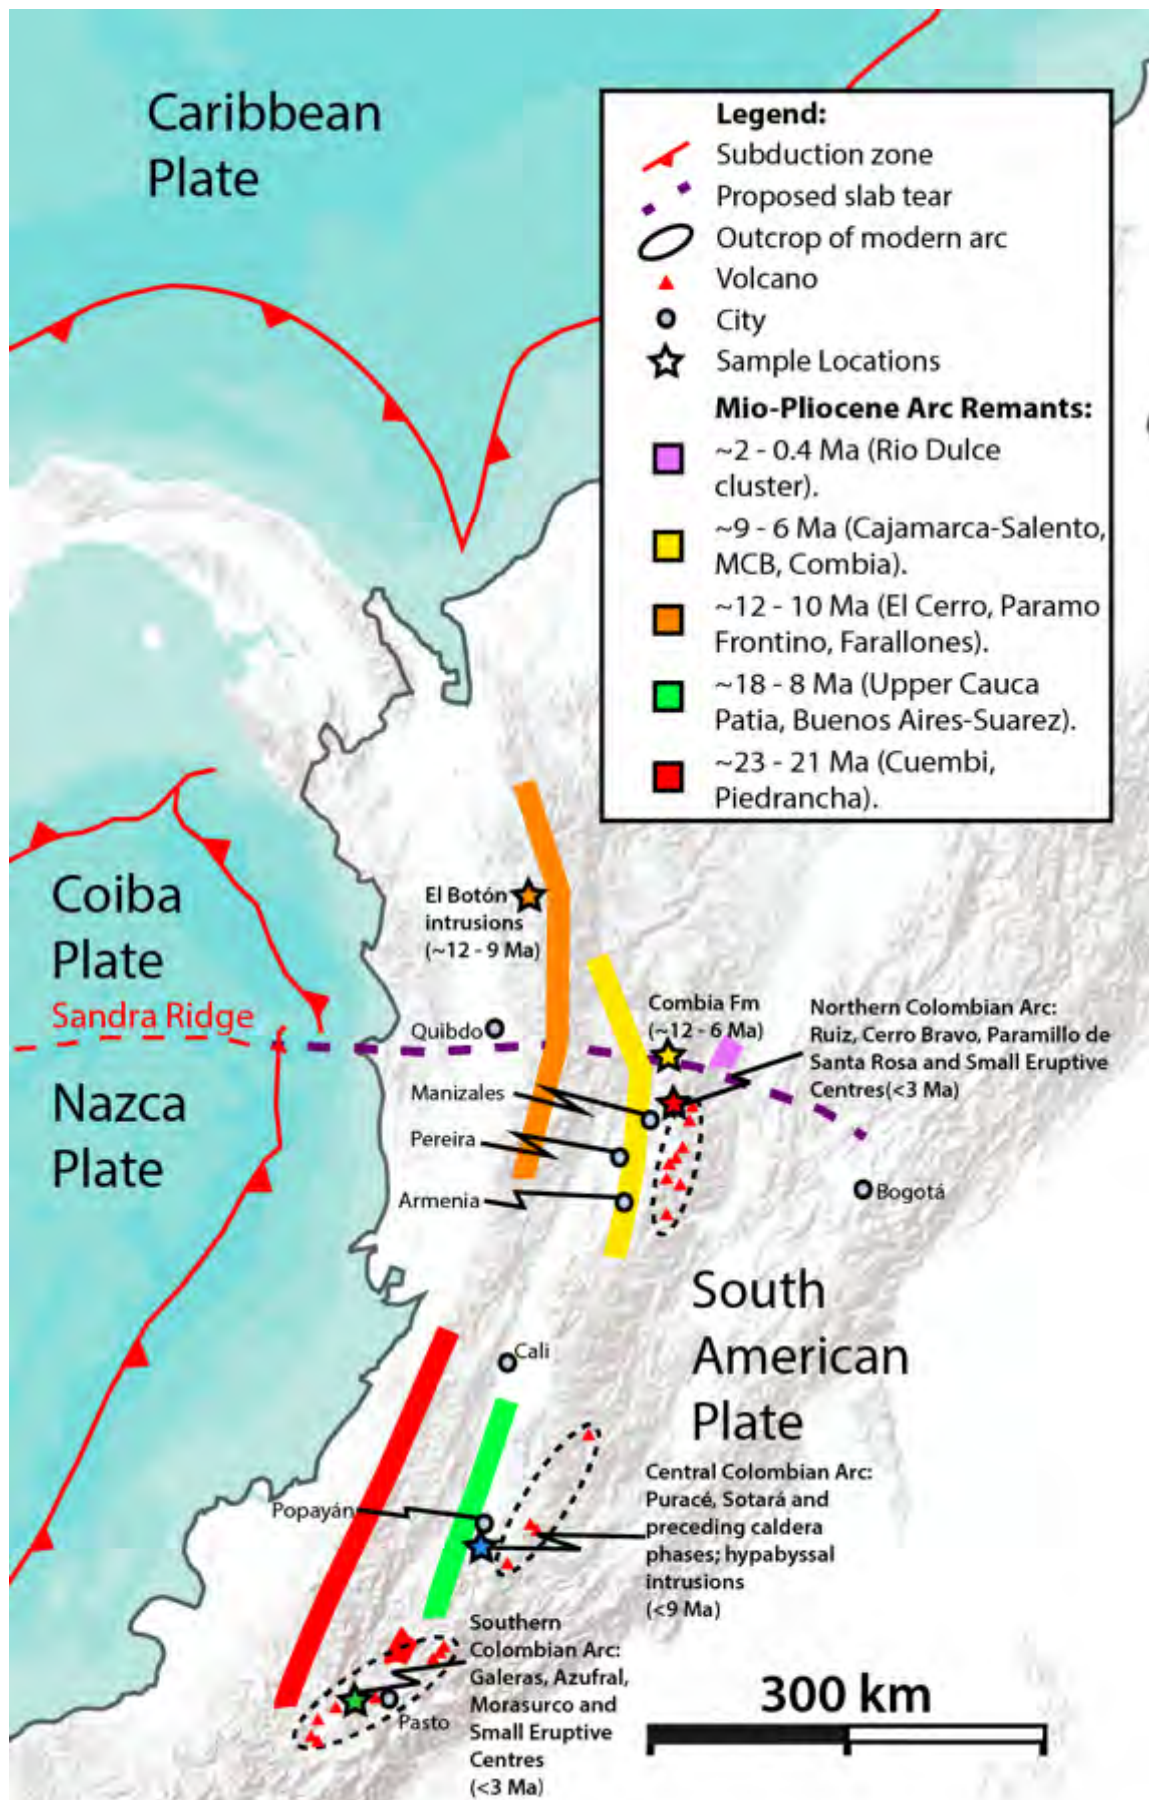 Caribbean
Plate
Legend:
Subduction zone
Proposed slab tear
Outcrop of modern arc
Volcano
City
Sample Locations
Mio-Pliocene Arc Remants:
~2 - 0.4 Ma (Rio Dulce
cluster).
~9 - 6 Ma (Cajamarca-Salento,
MCB, Combia).
~12 - 10 Ma (El Cerro, Paramo
Frontino, Farallones).
~18 - 8 Ma (Upper Cauca
Patia, Buenos Aires-Suarez).
~23 - 21 Ma (Cuembi,
Piedrancha).
Coiba
Plate
Sandra Ridge
Nazca
Plate
El Botón
intrusions
(~12 - 9 Ma)
Quibdo
Combia Fm
(~12 - 6 Ma)
Northern Colombian Arc:
Ruiz, Cerro Bravo, Paramillo de
Santa Rosa and Small Eruptive
Centres(<3 Ma)
Manizales
Pereira
Armenia
Bogotá
South
American
Plate
Cali
Popayán
Central Colombian Arc:
Puracé, Sotará and
preceding caldera
phases; hypabyssal
intrusions
(<9 Ma)
Southern
Colombian Arc:
Galeras, Azufral,
Morasurco and
Small Eruptive
Centres
(<3 Ma)
Pasto
300 km